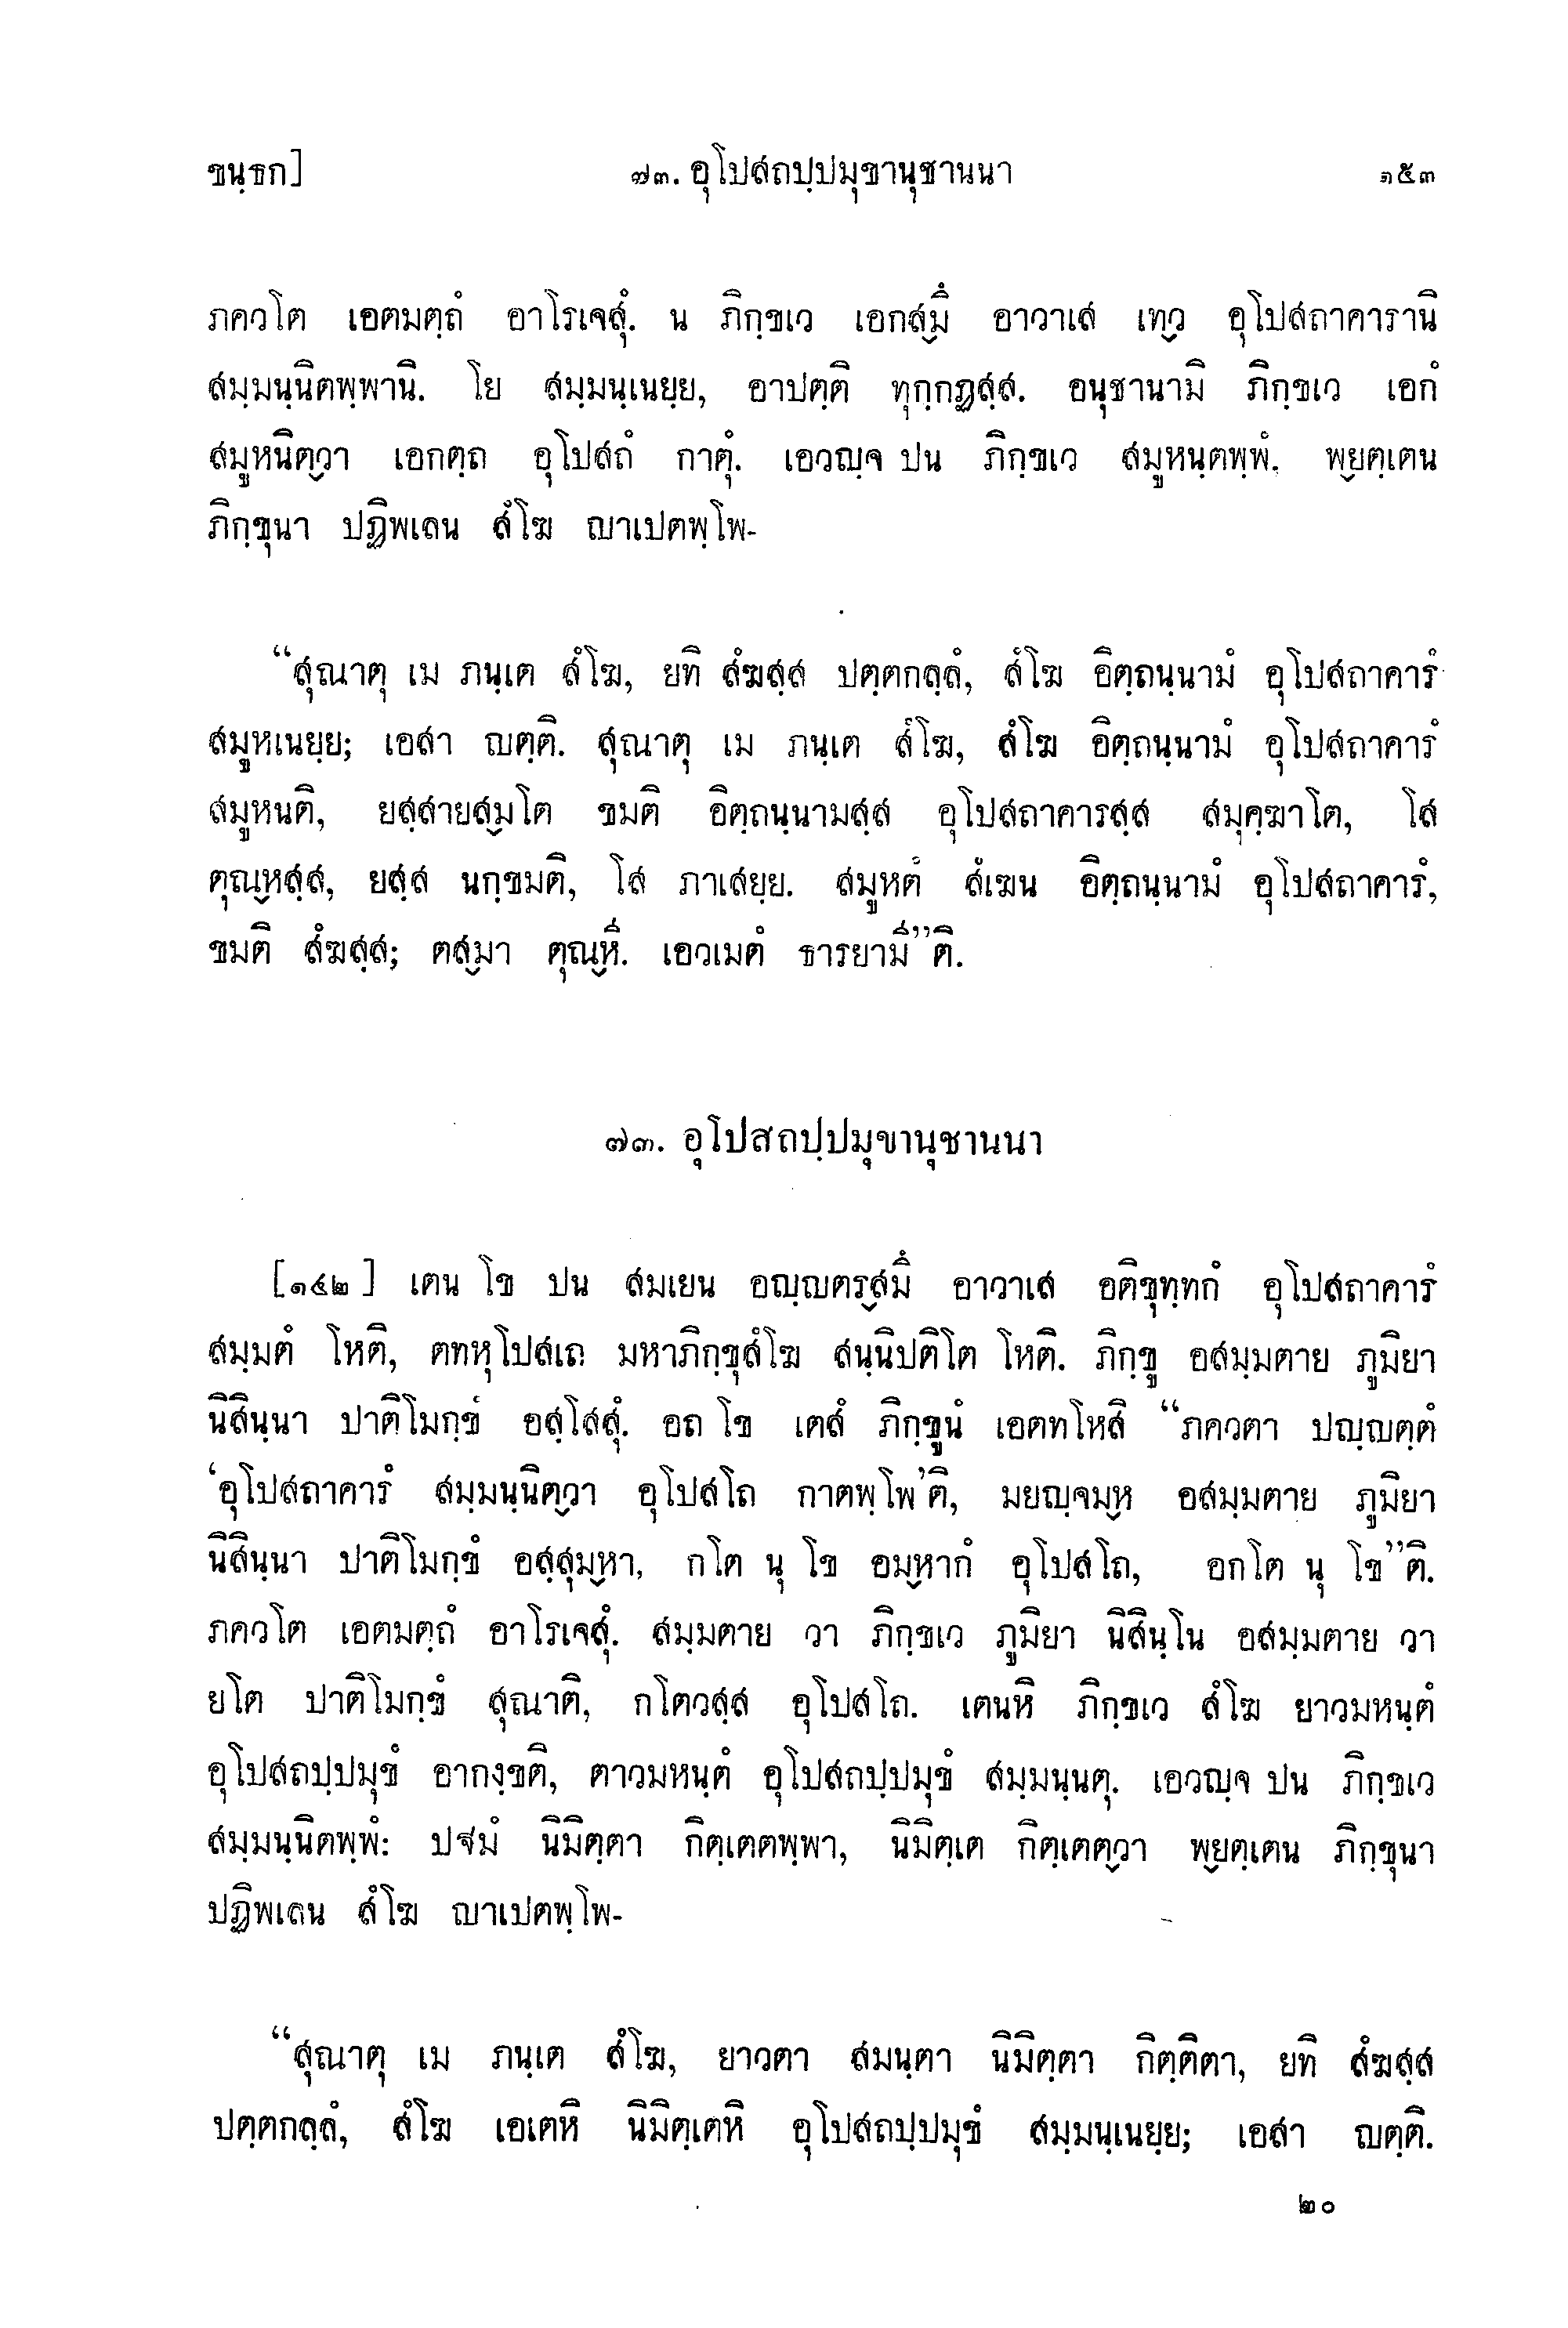 ขนฺธก]
๗๓. อุโปสถปฺปมุขานุชานนา
๑๕๓
ภควโต เอตมตฺถํ อาโรเจสุํ. น ภิกฺขเว เอกสฺมิํ อาวาเส เทฺว อุโปสถาคารานิ
สมฺมนฺนิตพฺพานิ. โย สมฺมนฺเนยฺย, อาปตฺติ ทุกฺกฏสฺส. อนุชานามิ ภิกฺขเว เอกํ
สมูหนิตฺวา เอกตฺถ อุโปสถํ กาตุํ. เอวญฺจ ปน ภิกฺขเว สมูหนฺตพฺพํ. พฺยตฺเตน
ภิกฺขุนา ปฏิพเลน สํโฆ ญาเปตพฺโพ-
“สุณาตุ เม ภนฺเต สํโฆ, ยทิ สํฆสฺส ปตฺตกลฺลํ, สํโฆ อิตฺถนฺนามํ อุโปสถาคารํ
สมูหเนยฺย; เอสา ญตฺติ. สุณาตุ เม ภนฺเต สํโฆ, สํโฆ อิตฺถนฺนามํ อุโปสถาคารํ
สมูหนติ, ยสฺสายสฺมโต ขมติ อิตฺถนฺนามสฺส อุโปสถาคารสฺส สมุคฺฆาโต, โส
ตุณฺหสฺส, ยสฺส นกฺขมติ, โส ภาเสยฺย. สมูหตํ สํเฆน อิตฺถนฺนามํ อุโปสถาคารํ,
ขมติ สํฆสฺส; ตสฺมา ตุณฺหี. เอวเมตํ ธารยามี”ติ.
๗๓. อุโปสถปฺปมุขานุชานนา
[๑๔๒] เตน โข ปน สมเยน อญฺญตรสฺมิํ อาวาเส อติขุทฺทกํ อุโปสถาคารํ
สมฺมตํ โหติ, ตทหุโปสเถ มหาภิกฺขุสํโฆ สนฺนิปติโต โหติ. ภิกฺขู อสมฺมตาย ภูมิยา
นิสินฺนา ปาติโมกฺขํ อสฺโสสุํ. อถ โข เตสํ ภิกฺขูนํ เอตทโหสิ “ภควตา ปญฺญตฺตํ
‘อุโปสถาคารํ สมฺมนฺนิตฺวา อุโปสโถ กาตพฺโพ’ติ, มยญฺจมฺห อสมฺมตาย ภูมิยา
นิสินฺนา ปาติโมกฺขํ อสฺสุมฺหา, กโต นุ โข อมฺหากํ อุโปสโถ, อกโต นุ โข”ติ.
ภควโต เอตมตฺถํ อาโรเจสุํ. สมฺมตาย วา ภิกฺขเว ภูมิยา นิสินฺโน อสมฺมตาย วา
ยโต ปาติโมกฺขํ สุณาติ, กโตวสฺส อุโปสโถ. เตนหิ ภิกฺขเว สํโฆ ยาวมหนฺตํ
อุโปสถปฺปมุขํ อากงฺขติ, ตาวมหนฺตํ อุโปสถปฺปมุขํ สมฺมนฺนตุ. เอวญฺจ ปน ภิกฺขเว
สมฺมนฺนิตพฺพํ: ปฐมํ นิมิตฺตา กิตฺเตตพฺพา, นิมิตฺเต กิตฺเตตฺวา พฺยตฺเตน ภิกฺขุนา
ปฏิพเลน สํโฆ ญาเปตพฺโพ-
“สุณาตุ เม ภนฺเต สํโฆ, ยาวตา สมนฺตา นิมิตฺตา กิตฺติตา, ยทิ สํฆสฺส
ปตฺตกลฺลํ, สํโฆ เอเตหิ นิมิตฺเตหิ อุโปสถปฺปมุขํ สมฺมนฺเนยฺย; เอสา ญตฺติ.
๒๐